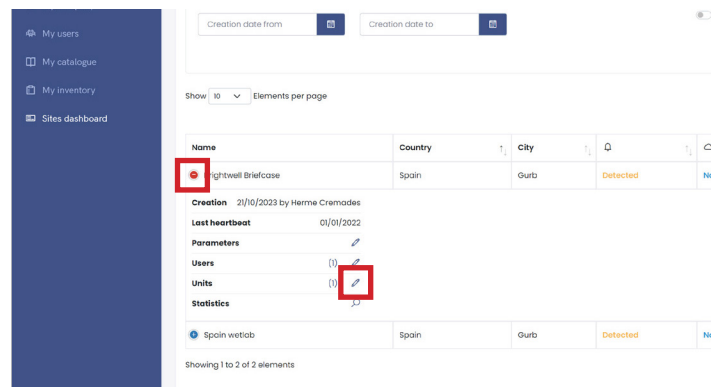 My users
My catalogue
My inventory
Sites dashboard
Creation date from
Creation date to
Show 10 Elements per page
Name Country City
Brightwell Briefcase Spain Gurb Detected
Creation 21/10/2023 by Herme Cremades
Last heartbeat 01/01/2022
Parameters
Users (1)
Units (1)
Statistics
Spain wetlab Spain Gurb Detected
Showing 1 to 2 of 2 elements